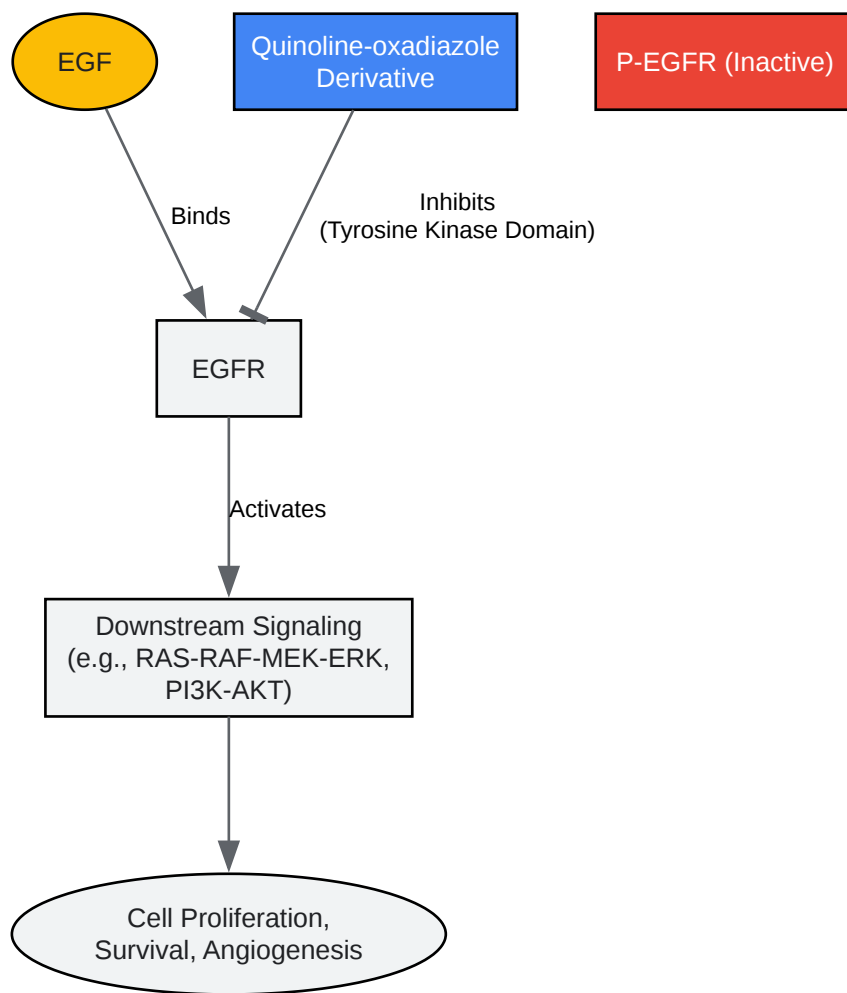 EGF
Quinoline-oxadiazole
Derivative
P-EGFR (Inactive)
Binds
Inhibits
(Tyrosine Kinase Domain)
EGFR
Activates
Downstream Signaling
(e.g., RAS-RAF-MEK-ERK,
PI3K-AKT)
Cell Proliferation,
Survival, Angiogenesis